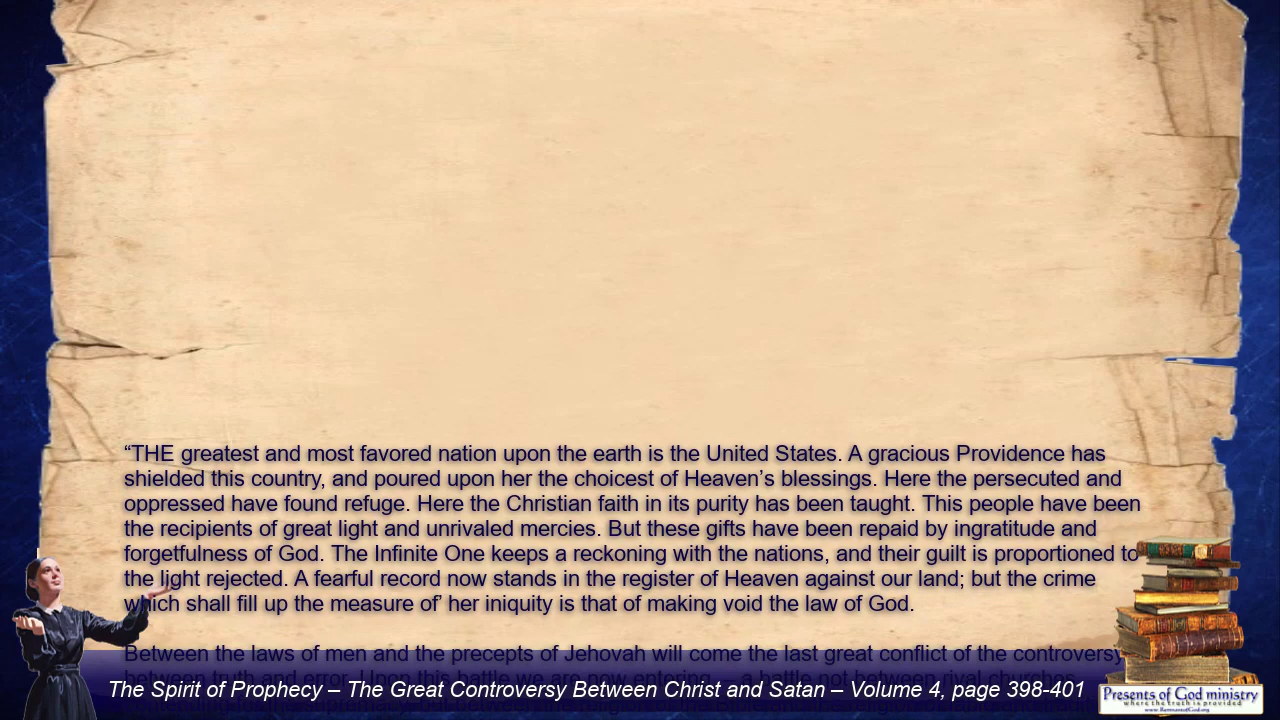 “THE greatest and most favored nation upon the earth is the United States. A gracious Providence has
shielded this country, and poured upon her the choicest of Heaven’s blessings. Here the persecuted and
oppressed have found refuge. Here the Christian faith in its purity has been taught. This people have been
the recipients of great light and unrivaled mercies. But these gifts have been repaid by ingratitude and
forgetfulness of God. The Infinite One keeps a reckoning with the nations, and their guilt is proportioned to
the light rejected. A fearful record now stands in the register of Heaven against our land; but the crime
which shall fill up the measure of’ her iniquity is that of making void the law of God.
Between the laws of men and the precepts of Jehovah will come the last great conflict of the controversy
The Spirit of Prophecy – The Great Controversy Between Christ and Satan – Volume 4, page 398-401
Presents of God ministry
where the truth is provided